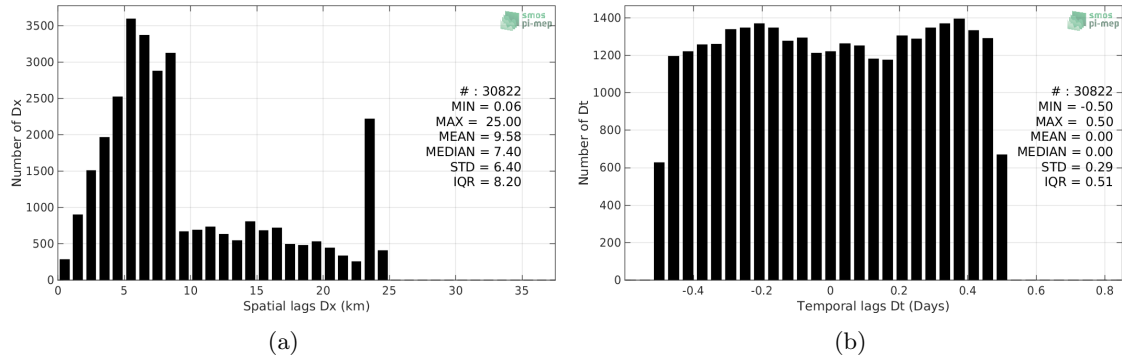 smos
pi-mep
3500
3000
2500
2000
1500
1000
500
0
Number of Dx
# : 30822
MIN = 0.06
MAX = 25.00
MEAN = 9.58
MEDIAN = 7.40
STD = 6.40
IQR = 8.20
0 5 10 15 20 25 30 35
Spatial lags Dx (km)
(a)
smos
pi-mep
1400
1200
1000
800
600
400
200
0
Number of Dt
# : 30822
MIN = -0.50
MAX = 0.50
MEAN = 0.00
MEDIAN = 0.00
STD = 0.29
IQR = 0.51
-0.4 -0.2 0 0.2 0.4 0.6 0.8
Temporal lags Dt (Days)
(b)